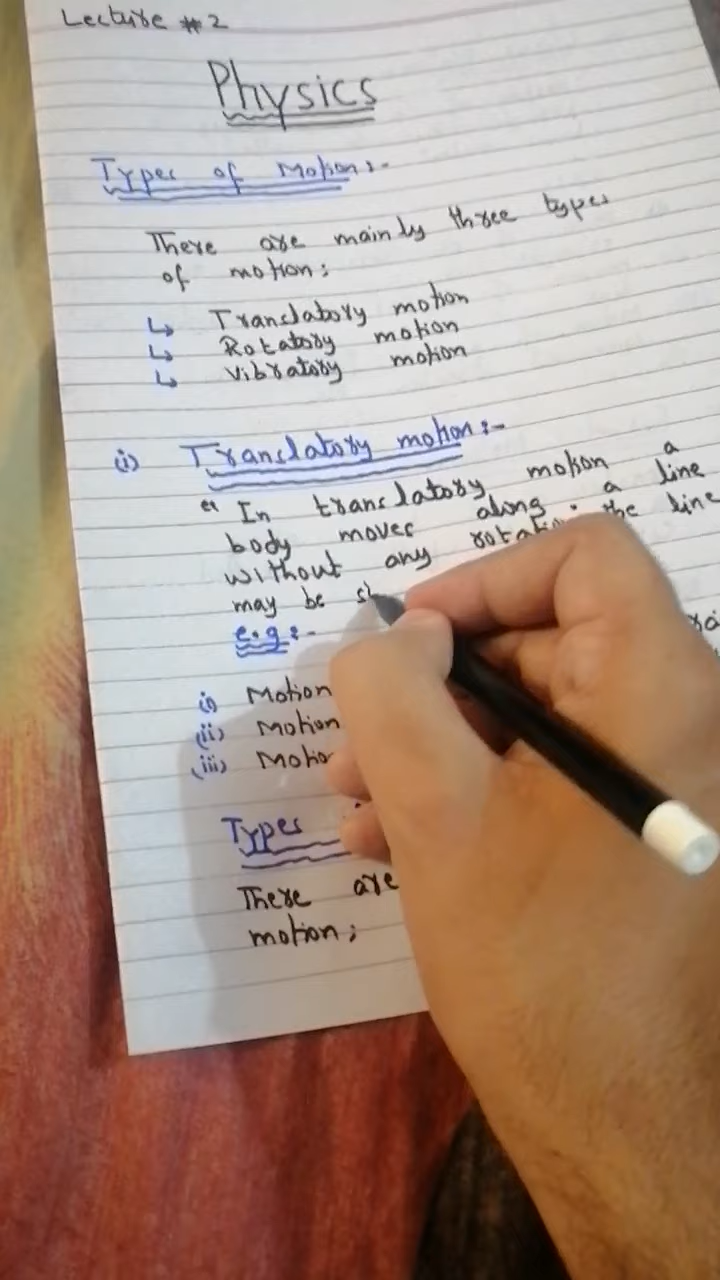 Lecture #2
Physics
Types of Motion:-
There are mainly three types
of motion;
↳ Translatory motion
↳ Rotatory motion
↳ Vibratory motion
(i) Translatory motion:-
" In translatory motion a
body moves along a line
without any the line
may be
e.g:-
(i) Motion
(ii) Motion
(iii)
Types
There are
motion;